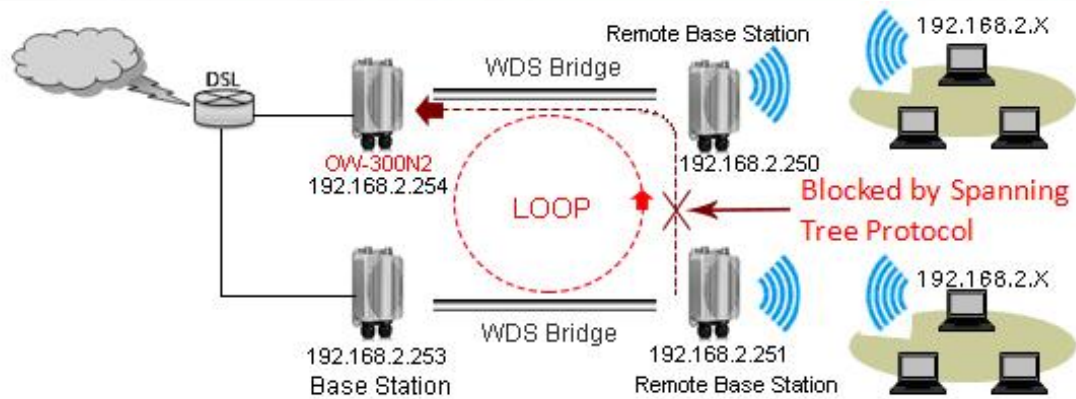 Remote Base Station
192.168.2.X
WDS Bridge
DSL
OW-300N2
192.168.2.254
192.168.2.250
LOOP
Blocked by Spanning
Tree Protocol
192.168.2.X
WDS Bridge
192.168.2.253
Base Station
192.168.2.251
Remote Base Station